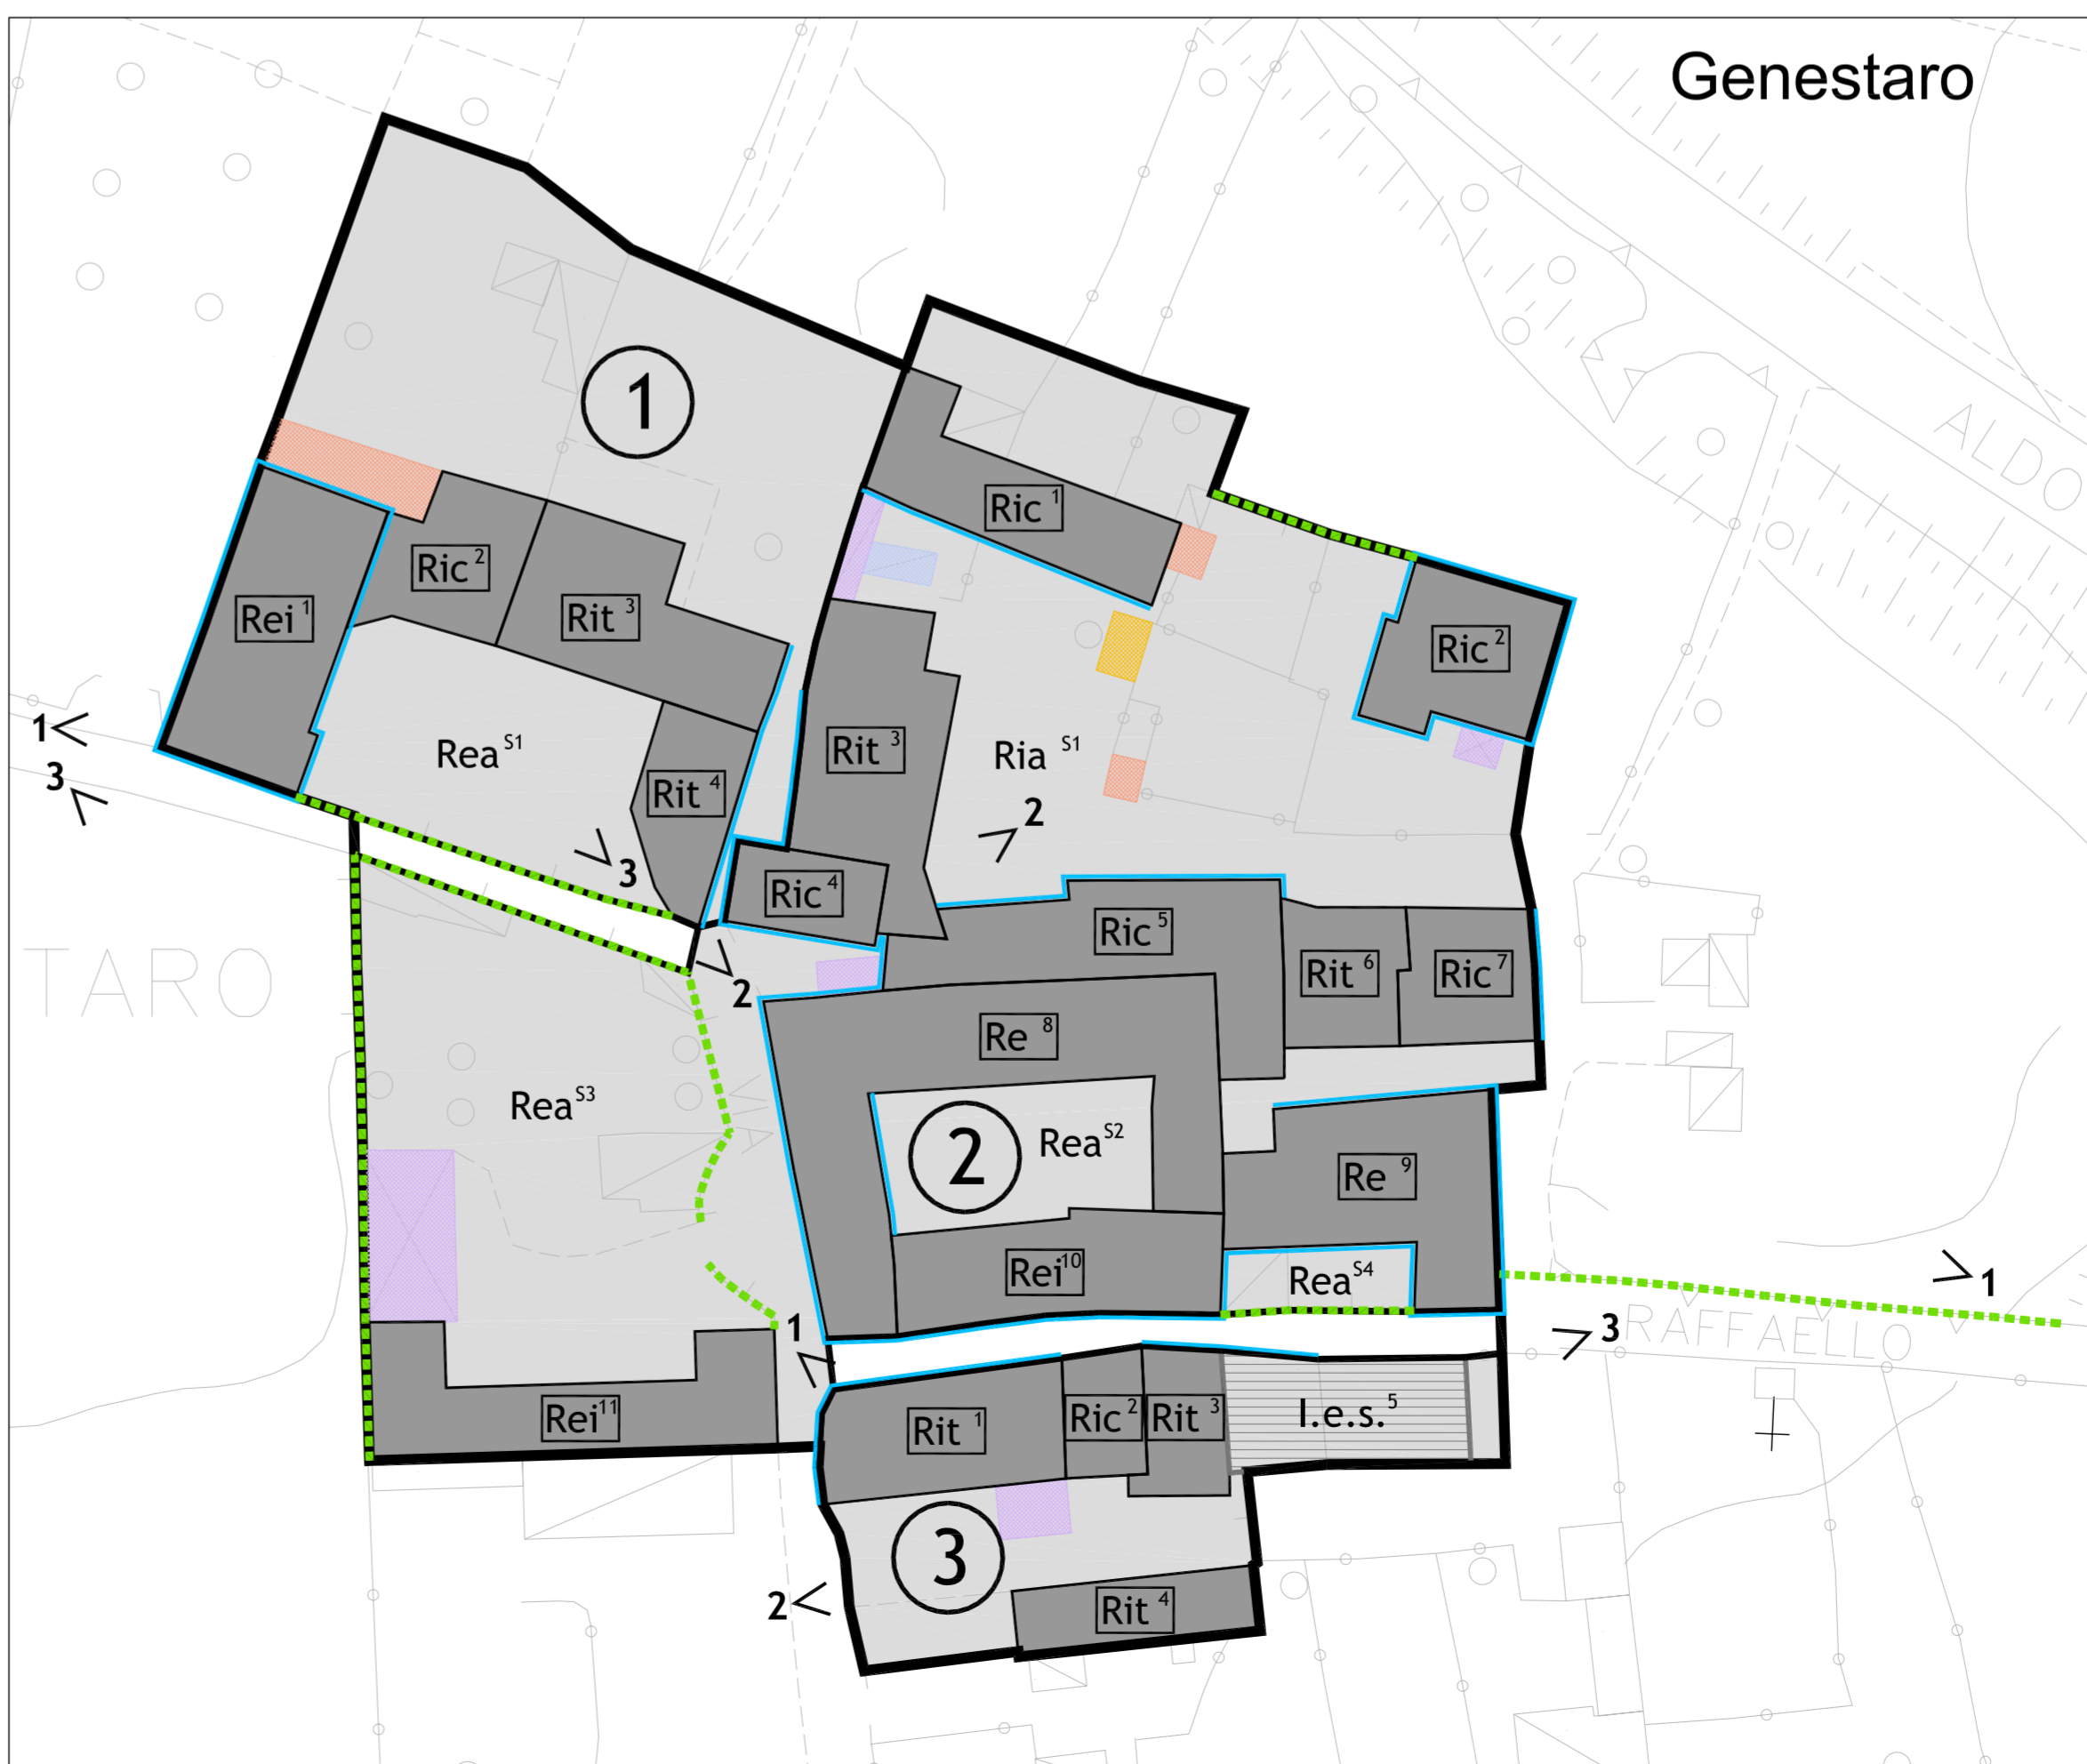 Genestaro
ALDO
1
Ric 1
Ric 2
Rit 3
Rei 1
Ric 2
1
3
Rea S1
Rit 3
Ria S1
Rit 4
2
3
Ric 4
Ric 5
Rit 6
Ric 7
TARO
2
Re 8
Rea S3
2
Rea S2
Re 9
Rei 10
Rea S4
1
1
3
RAFFAELLO
Rei 11
Rit 1
Ric 2
Rit 3
I.e.s. 5
3
2
Rit 4
Ric 2